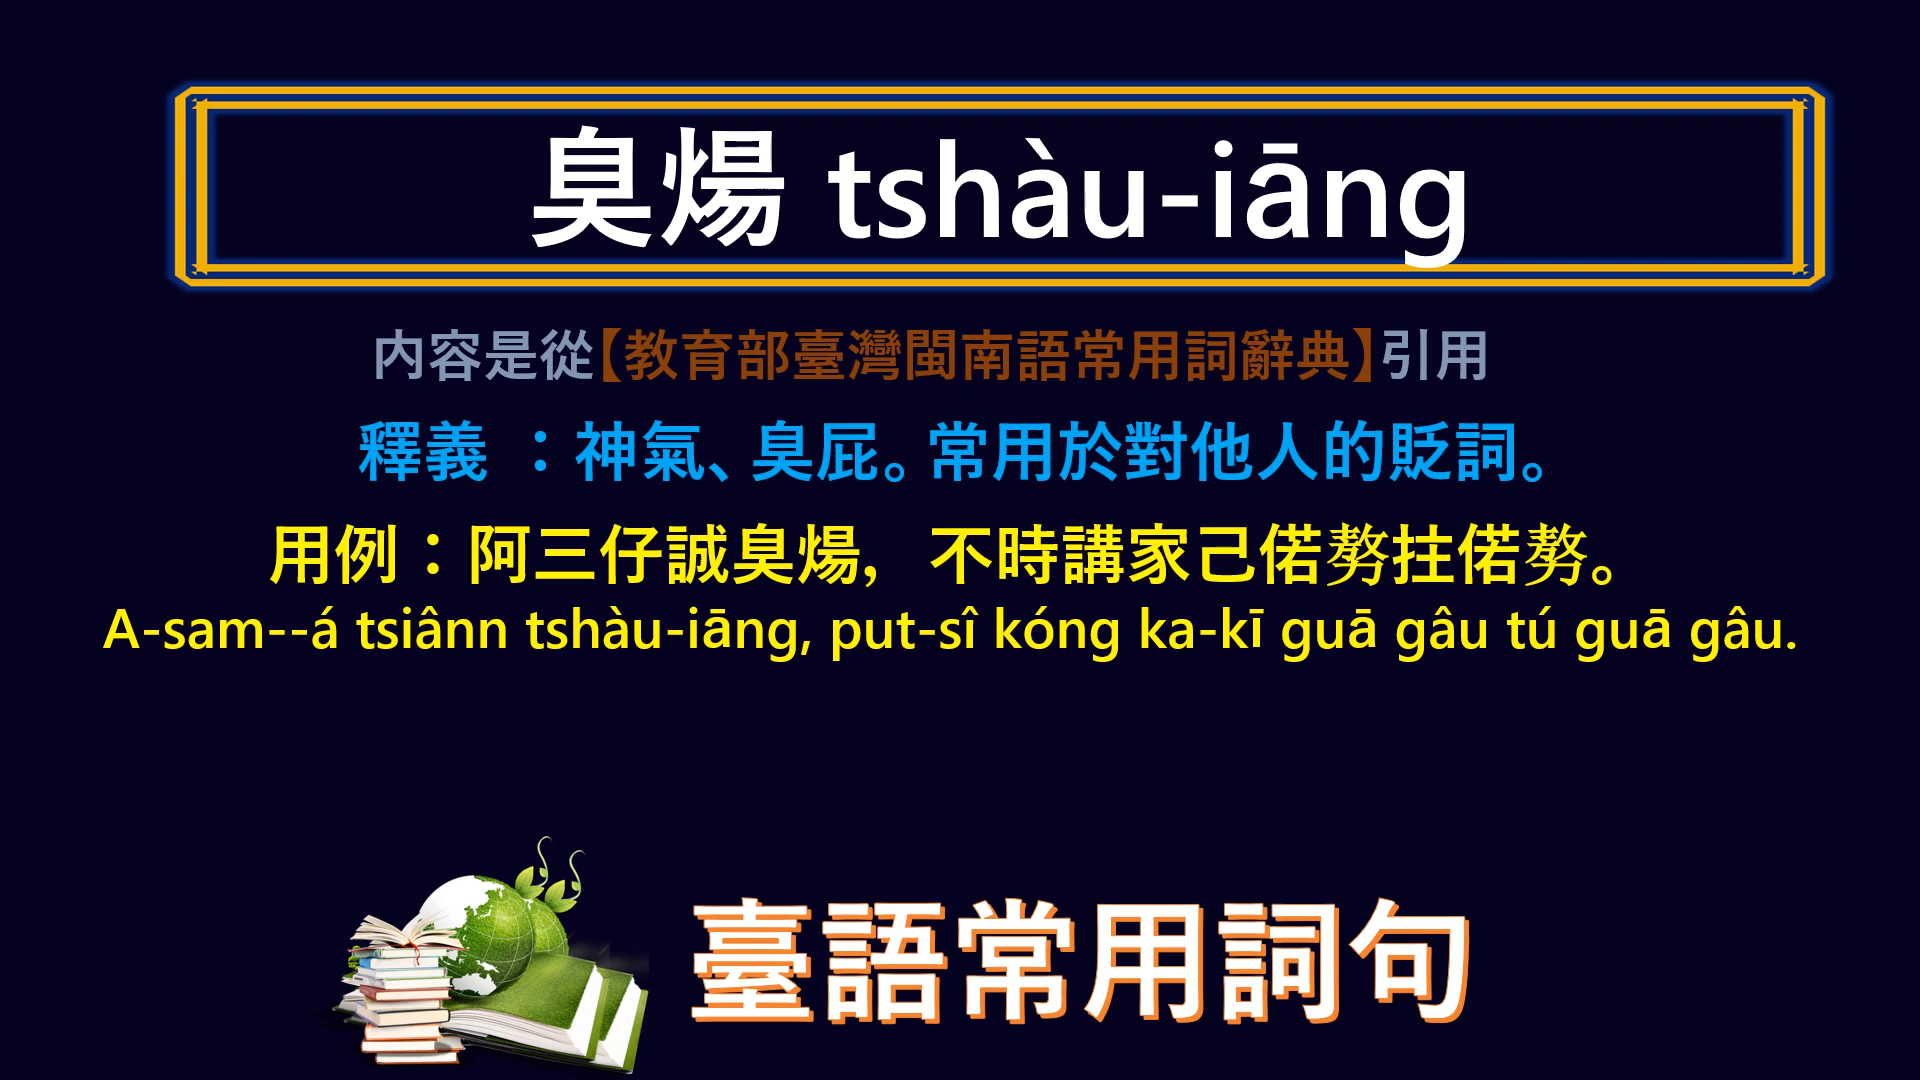 臭煬 tshàu-iāng
內容是從【教育部臺灣閩南語常用詞辭典】引用
釋義 ：神氣、臭屁。常用於對他人的貶詞。
用例：阿三仔誠臭煬，不時講家己偌𠢕拄偌𠢕。
A-sam--á tsiânn tshàu-iāng, put-sî kóng ka-kī guā gâu tú guā gâu.
臺語常用詞句